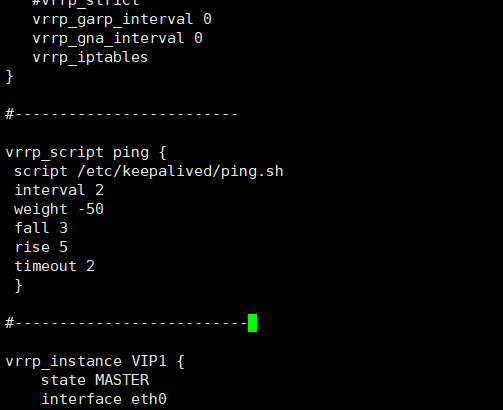 #vrrp_strict
vrrp_garp_interval 0
vrrp_gna_interval 0
vrrp_iptables
}
#-------------------------
vrrp_script ping {
script /etc/keepalived/ping.sh
interval 2
weight -50
fall 3
rise 5
timeout 2
}
#--------------------------
vrrp_instance VIP1 {
state MASTER
interface eth0